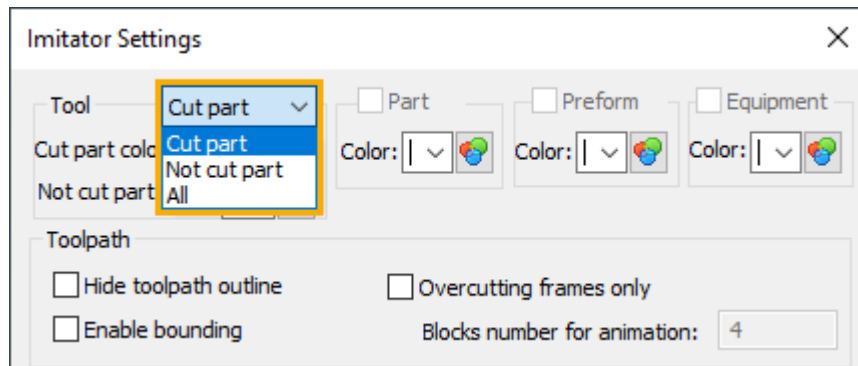 Imitator Settings
Tool Cut part Part Preform Equipment
Cut part colo Cut part Color: Color: Color:
Not cut part
Not cut part All
Toolpath
Hide toolpath outline Overcutting frames only
Enable bounding Blocks number for animation: 4